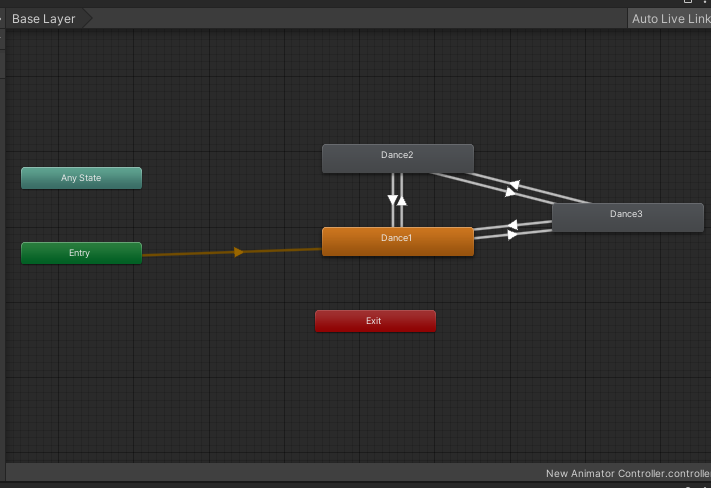 Base Layer
Auto Live Link
Dance2
Any State
Dance3
Dance1
Entry
Exit
New Animator Controller.controlle